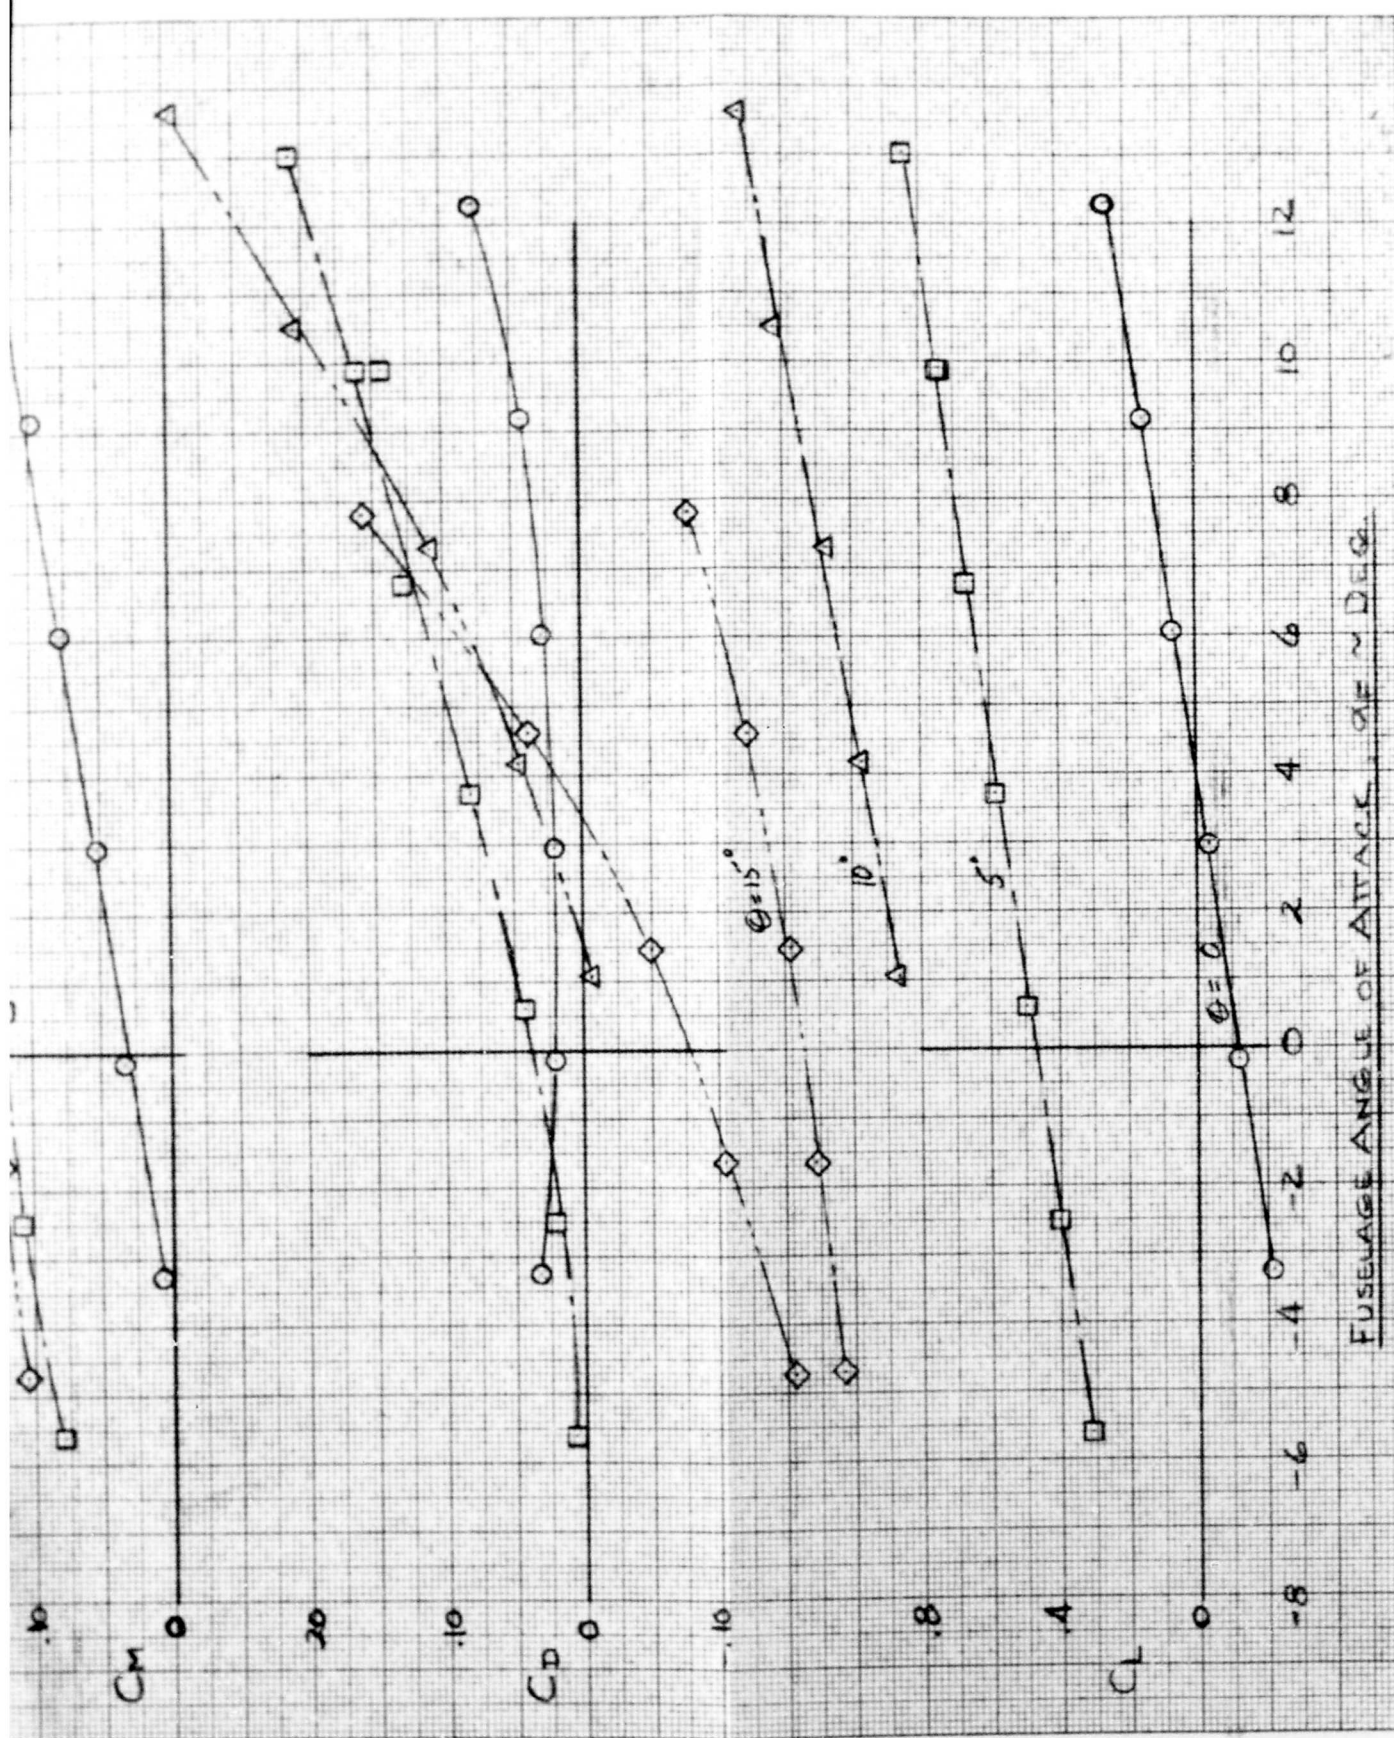 .10
CM
0
.20
.10
CD
0
-.10
θ=15°
10°
5°
.8
.4
CL
0
θ=0
-8 -6 -4 -2 0 2 4 6 8 10 12
FUSELAGE ANGLE OF ATTACK, αF ~ DEG.